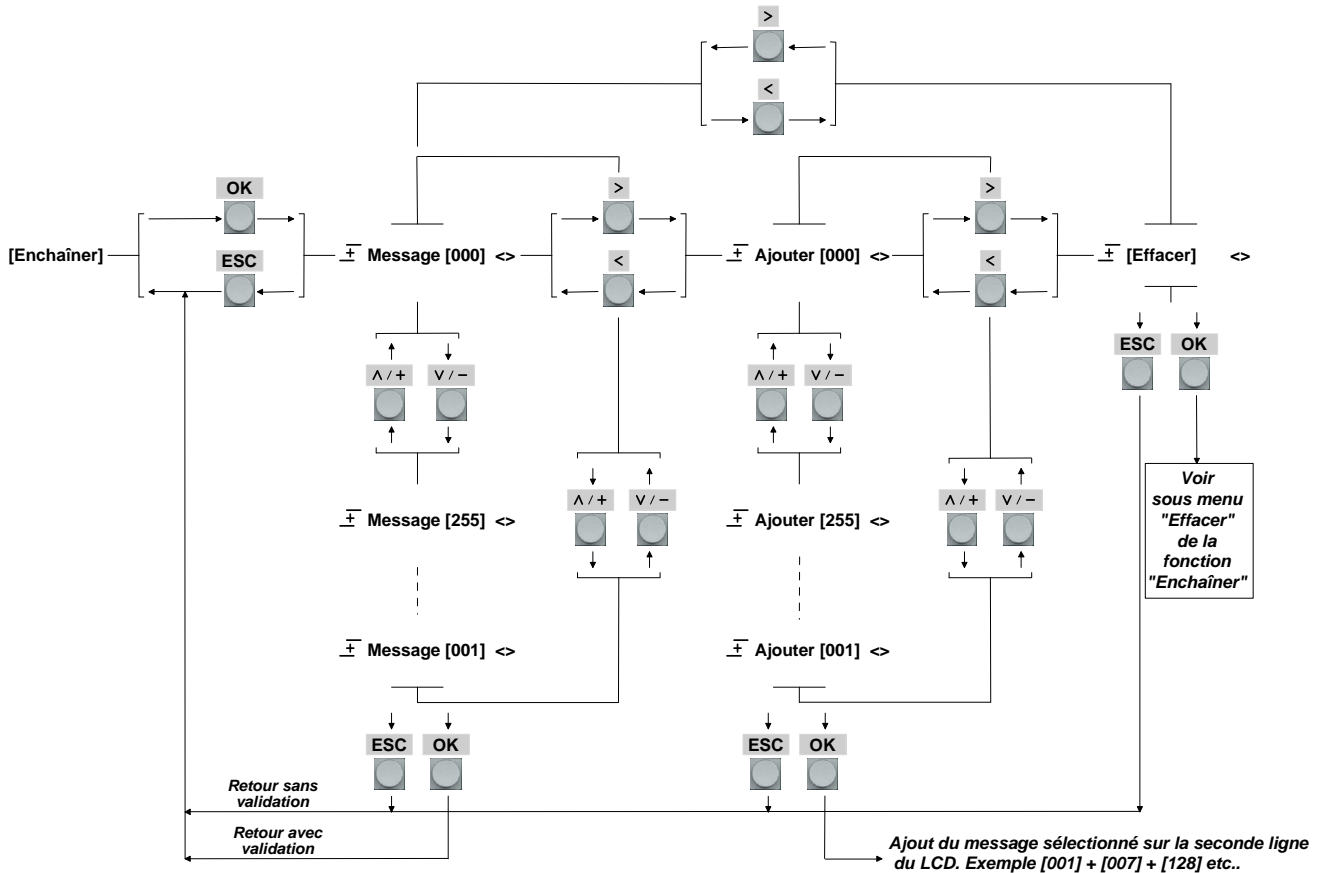 >
<
OK
>
>
[Enchaîner]
ESC
± Message [000] <>
<
± Ajouter [000] <>
<
± [Effacer] <>
ESC OK
∧ / + ∨ / −
∧ / + ∨ / −
Voir
sous menu
"Effacer"
de la
fonction
"Enchaîner"
∧ / + ∨ / −
∧ / + ∨ / −
± Message [255] <>
± Ajouter [255] <>
± Message [001] <>
± Ajouter [001] <>
ESC OK
ESC OK
Retour sans
validation
Retour avec
validation
Ajout du message sélectionné sur la seconde ligne
du LCD. Exemple [001] + [007] + [128] etc..